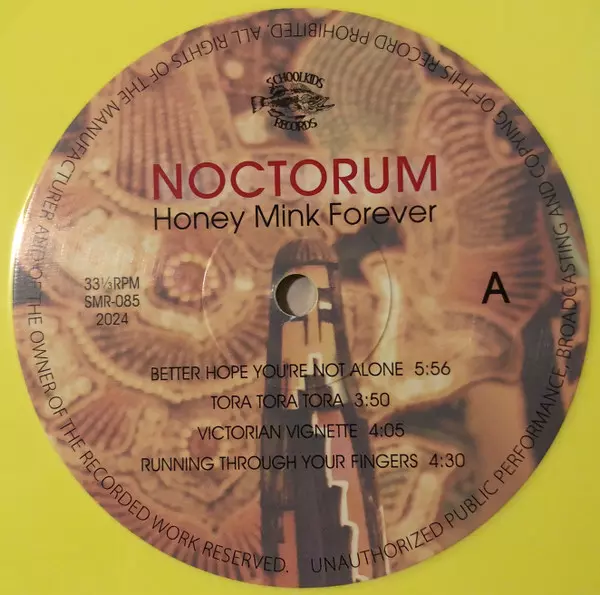 SCHOOLKIDS
RECORDS
NOCTORUM
Honey Mink Forever
33⅓RPM
SMR-085
2024
A
BETTER HOPE YOU'RE NOT ALONE 5:56
TORA TORA TORA 3:50
VICTORIAN VIGNETTE 4:05
RUNNING THROUGH YOUR FINGERS 4:30
ALL RIGHTS OF THE MANUFACTURER AND OF THE OWNER OF THE RECORDED WORK RESERVED. UNAUTHORIZED PUBLIC PERFORMANCE, BROADCASTING AND COPYING OF THIS RECORD PROHIBITED.